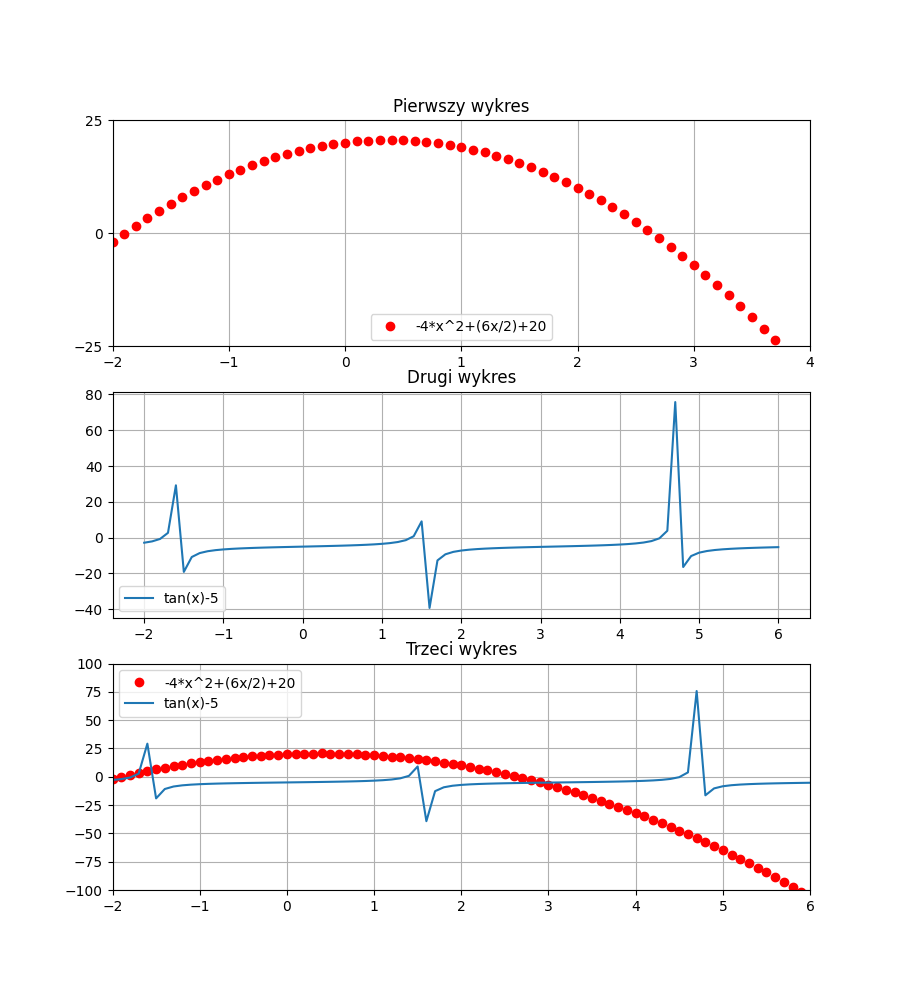 Pierwszy wykres
25
0
−25
-4*x^2+(6x/2)+20
−2 −1 0 1 2 3 4
Drugi wykres
80
60
40
20
0
−20
−40
tan(x)-5
−2 −1 0 1 2 3 4 5 6
Trzeci wykres
100
75
50
25
0
−25
−50
−75
−100
-4*x^2+(6x/2)+20
tan(x)-5
−2 −1 0 1 2 3 4 5 6